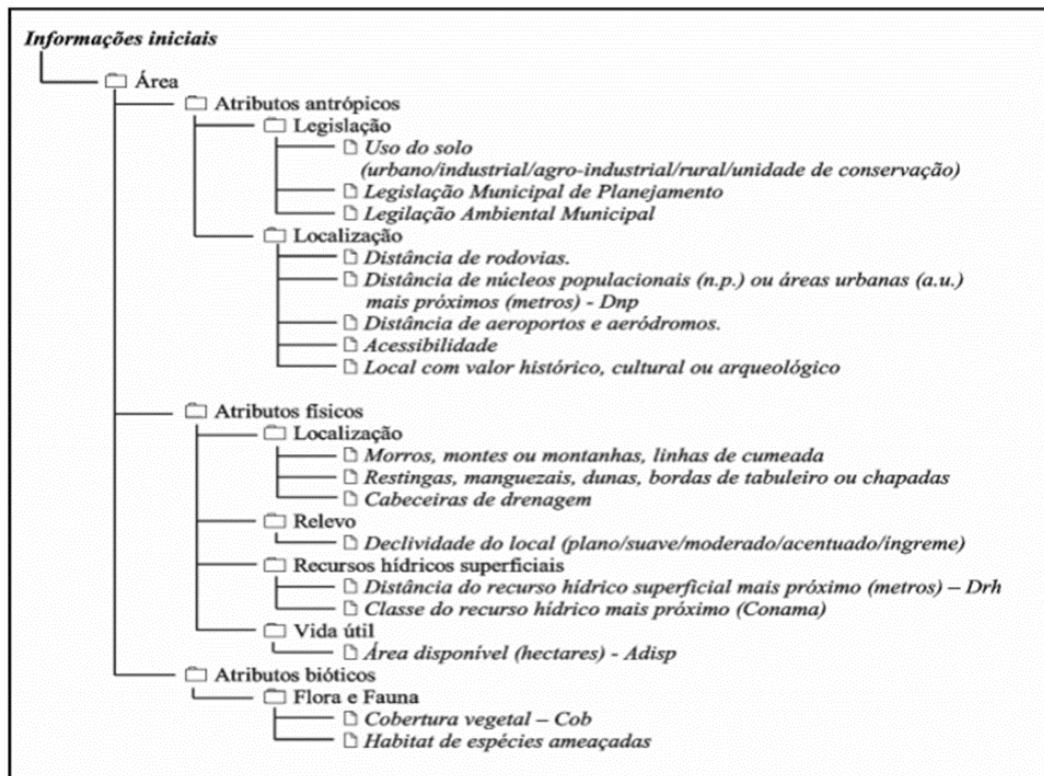 Informações iniciais
Área
Atributos antrópicos
Legislação
Uso do solo
(urbano/industrial/agro-industrial/rural/unidade de conservação)
Legislação Municipal de Planejamento
Legilação Ambiental Municipal
Localização
Distância de rodovias.
Distância de núcleos populacionais (n.p.) ou áreas urbanas (a.u.)
mais próximos (metros) - Dnp
Distância de aeroportos e aeródromos.
Acessibilidade
Local com valor histórico, cultural ou arqueológico
Atributos físicos
Localização
Morros, montes ou montanhas, linhas de cumeada
Restingas, manguezais, dunas, bordas de tabuleiro ou chapadas
Cabeceiras de drenagem
Relevo
Declividade do local (plano/suave/moderado/acentuado/íngreme)
Recursos hídricos superficiais
Distância do recurso hídrico superficial mais próximo (metros) – Drh
Classe do recurso hídrico mais próximo (Conama)
Vida útil
Área disponível (hectares) - Adisp
Atributos bióticos
Flora e Fauna
Cobertura vegetal – Cob
Habitat de espécies ameaçadas